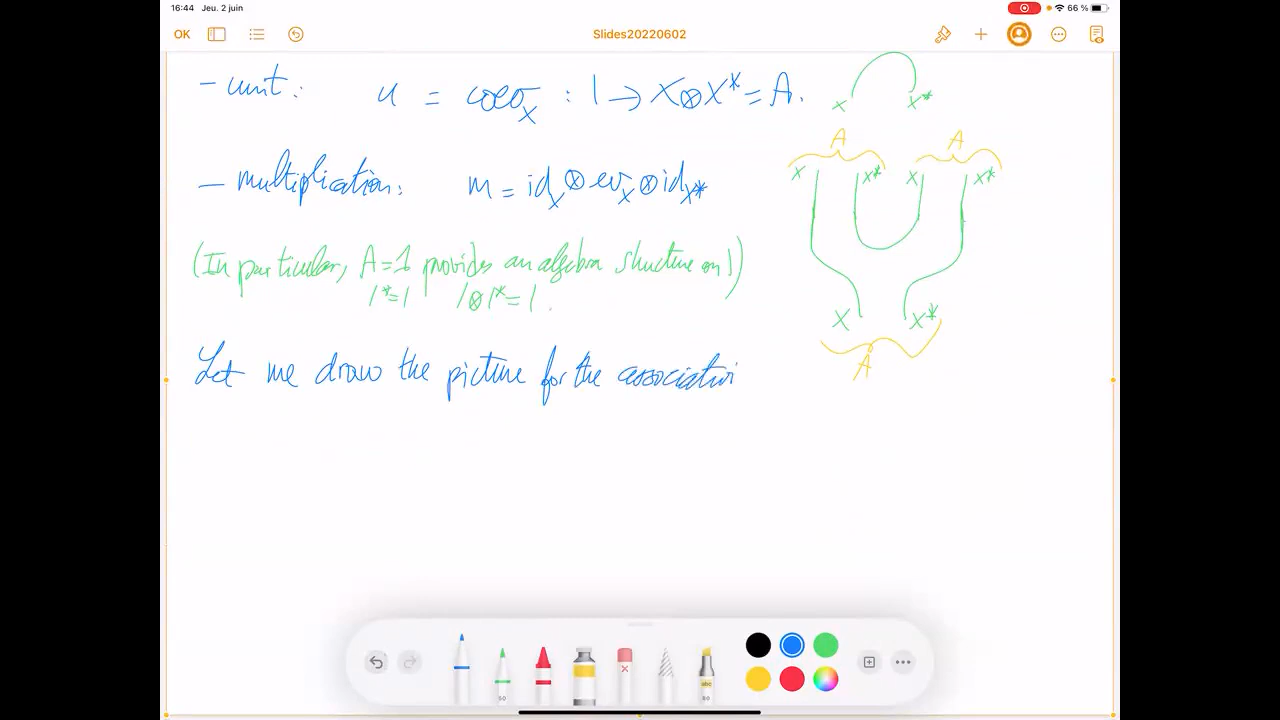 16:44 Jeu. 2 juin
66 %
OK
Slides20220602
- unit: u = coev_X : 1 → X⊗X* = A.
X X*
A A
- multiplication: m = id_X ⊗ ev_X ⊗ id_X*
X X* X X*
(In particular, A=1 provides an algebra structure on 1)
1*=1 1⊗1*=1.
X X*
A
Let me draw the picture for the associativi